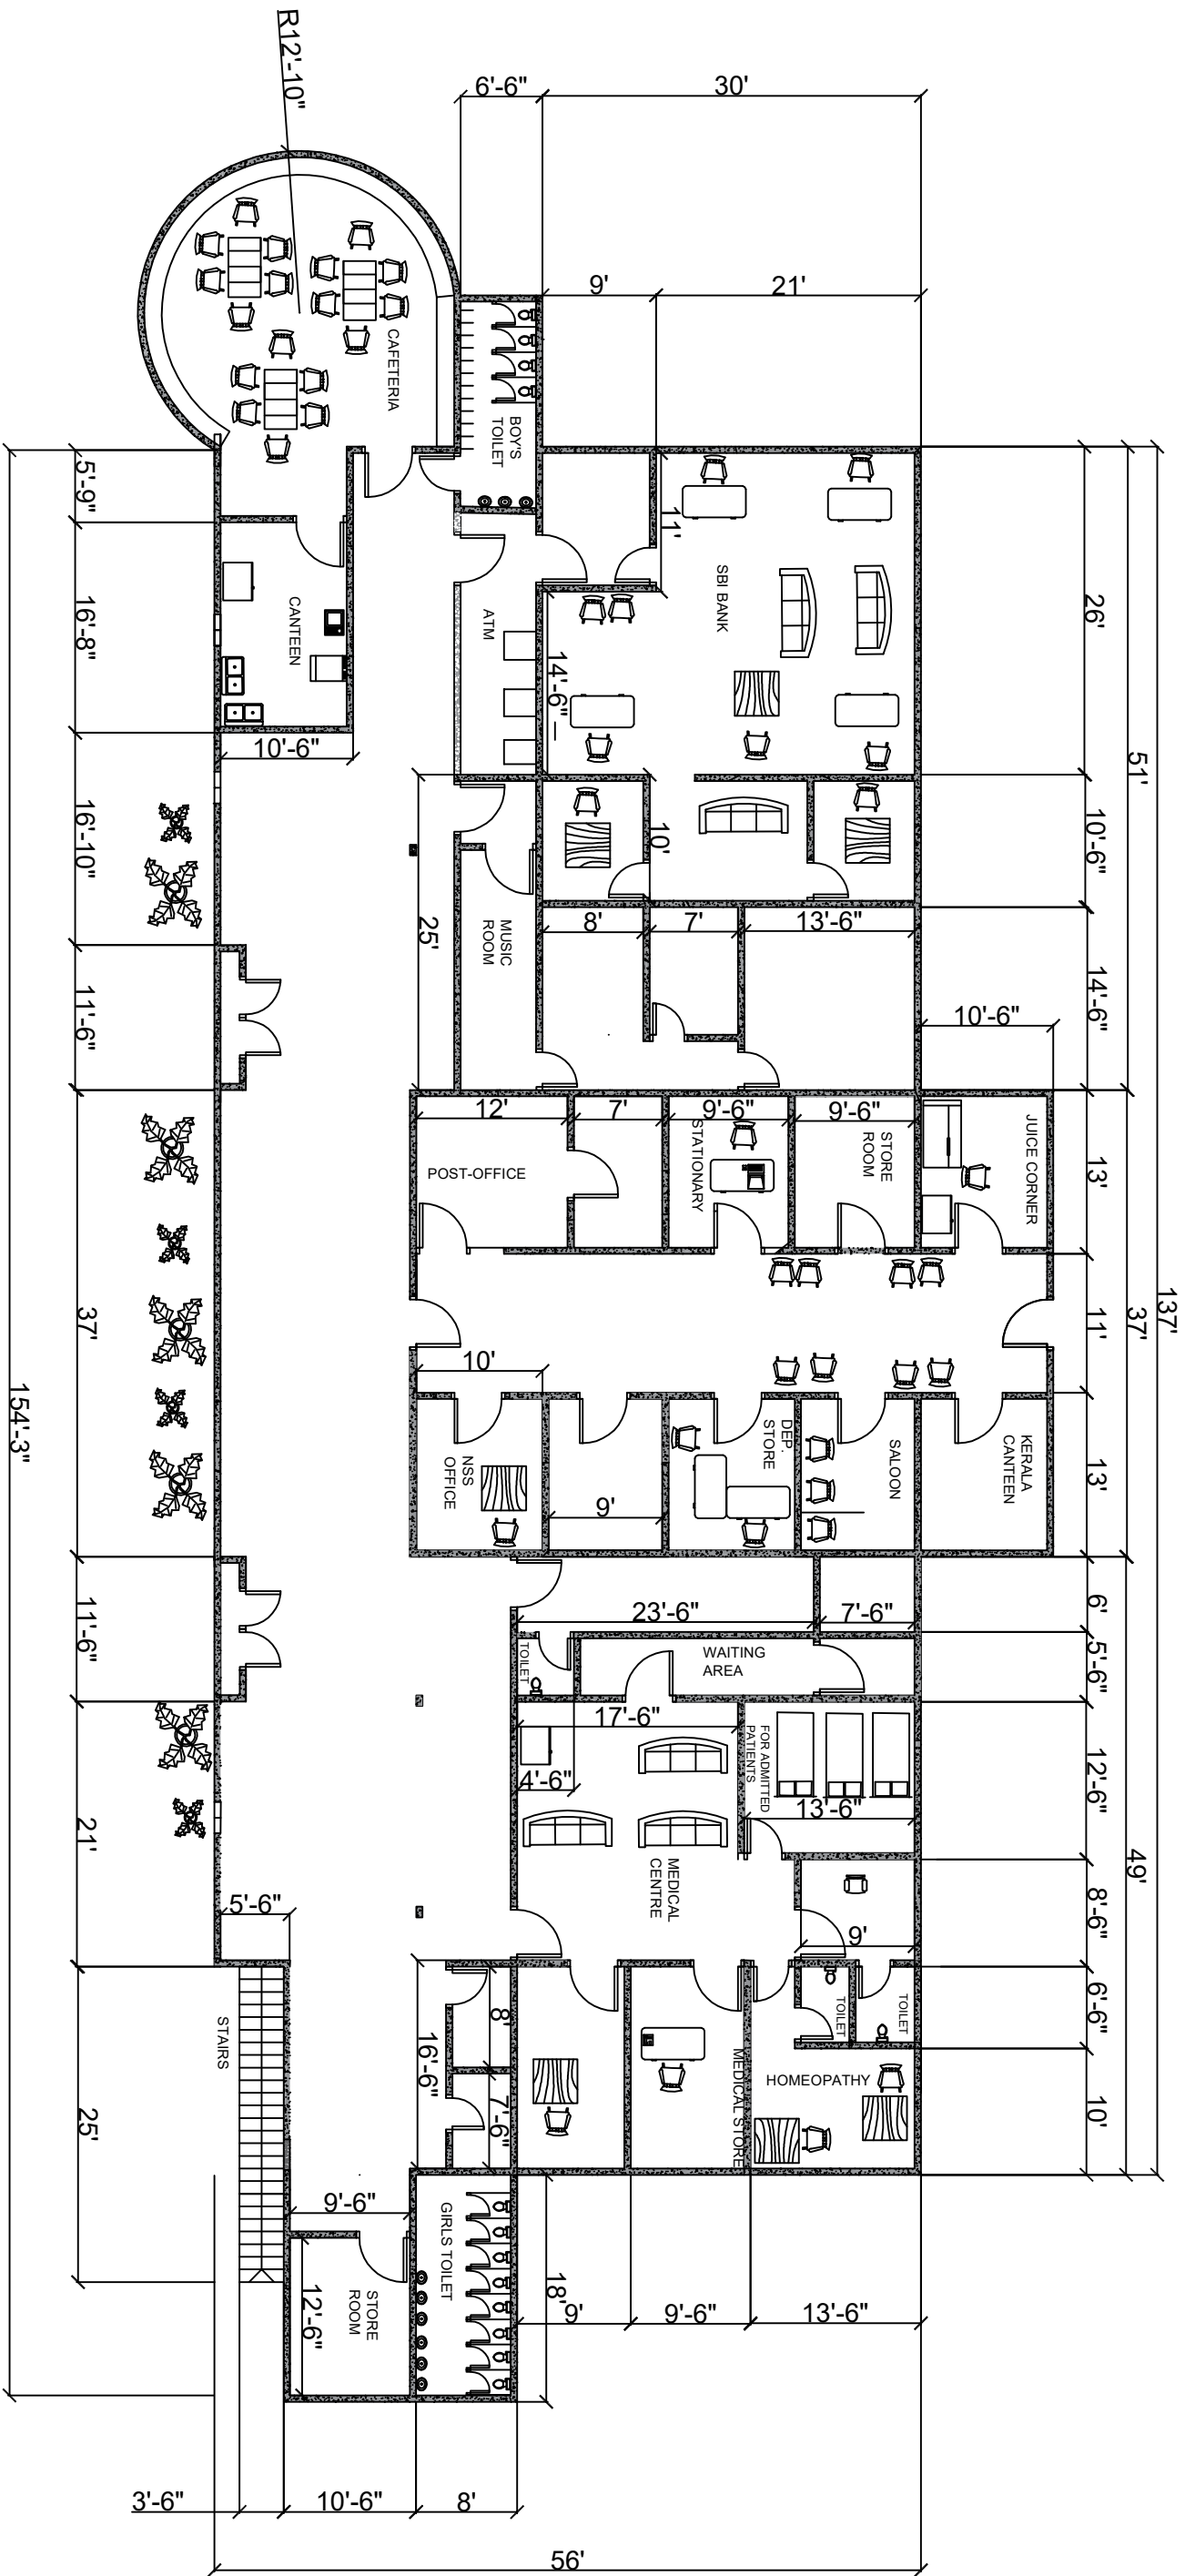 R12'-10"
6'-6"
30'
9'
21'
CAFETERIA
BOY'S
TOILET
5'-9"
16'-8"
16'-10"
11'-6"
37'
11'-6"
21'
25'
154'-3"
137'
51'
37'
49'
26'
10'-6"
14'-6"
13'
11'
13'
6'
5'-6"
12'-6"
8'-6"
6'-6"
10'
11'
SBI BANK
CANTEEN
ATM
14'-6"
10'-6"
10'
25'
MUSIC
ROOM
8'
7'
13'-6"
10'-6"
12'
7'
9'-6"
9'-6"
POST-OFFICE
STATIONARY
STORE
ROOM
JUICE CORNER
10'
NSS
OFFICE
9'
DEP.
STORE
SALOON
KERALA
CANTEEN
23'-6"
7'-6"
TOILET
WAITING
AREA
17'-6"
4'-6"
FOR ADMITTED
PATIENTS
13'-6"
MEDICAL
CENTRE
9'
5'-6"
STAIRS
16'-6"
8'
7'-6"
TOILET
TOILET
HOMEOPATHY
MEDICAL STORE
9'-6"
GIRLS TOILET
STORE
ROOM
12'-6"
18'
9'
9'-6"
13'-6"
3'-6"
10'-6"
8'
56'